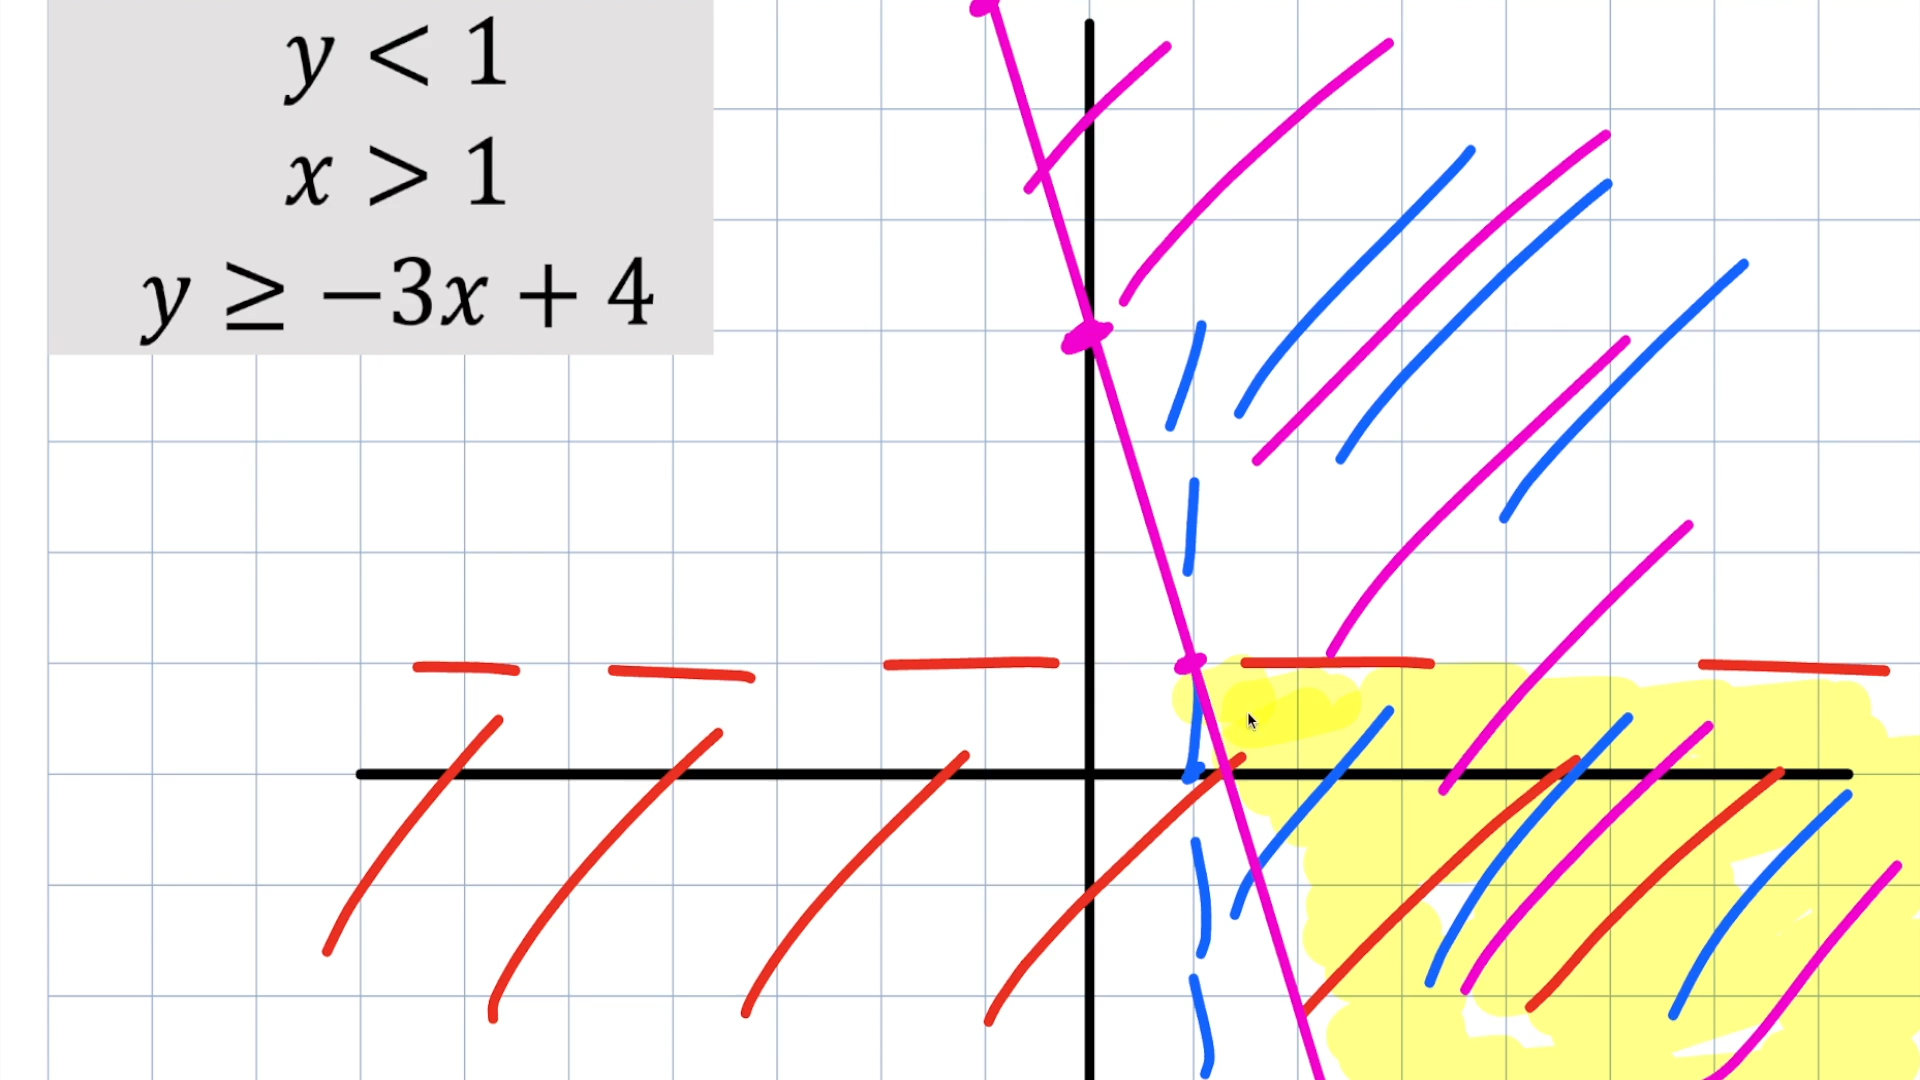 y < 1
x > 1
y ≥ −3x + 4